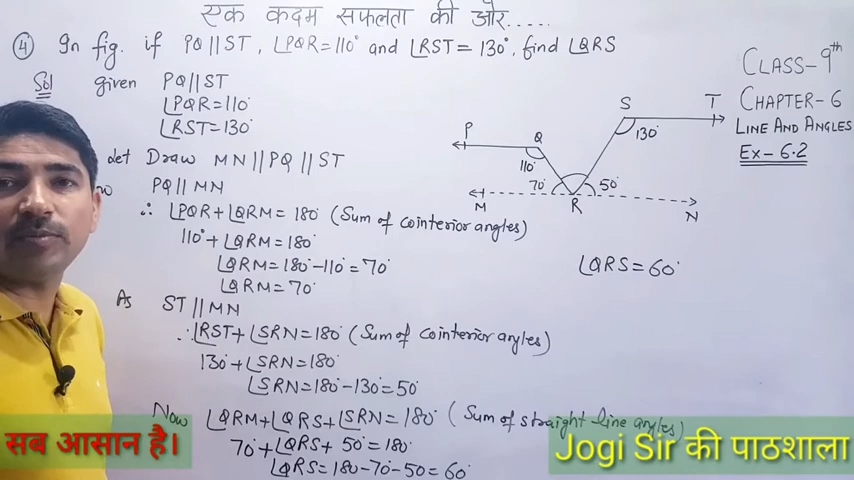 एक कदम सफलता की ओर.....
4 In fig. if PQ||ST, ∠PQR=110° and ∠RST=130°, find ∠QRS
Sol given PQ||ST
∠PQR=110°
∠RST=130°
let Draw MN||PQ||ST
PQ||MN
∴ ∠PQR+∠QRM=180° (Sum of cointerior angles)
110°+∠QRM=180°
∠QRM=180°-110°=70°
∠QRM=70°
As ST||MN
∴ ∠RST+∠SRN=180° (Sum of cointerior angles)
130°+∠SRN=180°
∠SRN=180°-130°=50°
Now ∠QRM+∠QRS+∠SRN=180° (Sum of straight line angles)
70°+∠QRS+50°=180°
∠QRS=180-70-50=60°
P
Q
S
T
110°
130°
70°
50°
M
R
N
∠QRS=60°
CLASS-9th
CHAPTER-6
LINE AND ANGLES
Ex-6.2
सब आसान है।
Jogi Sir की पाठशाला